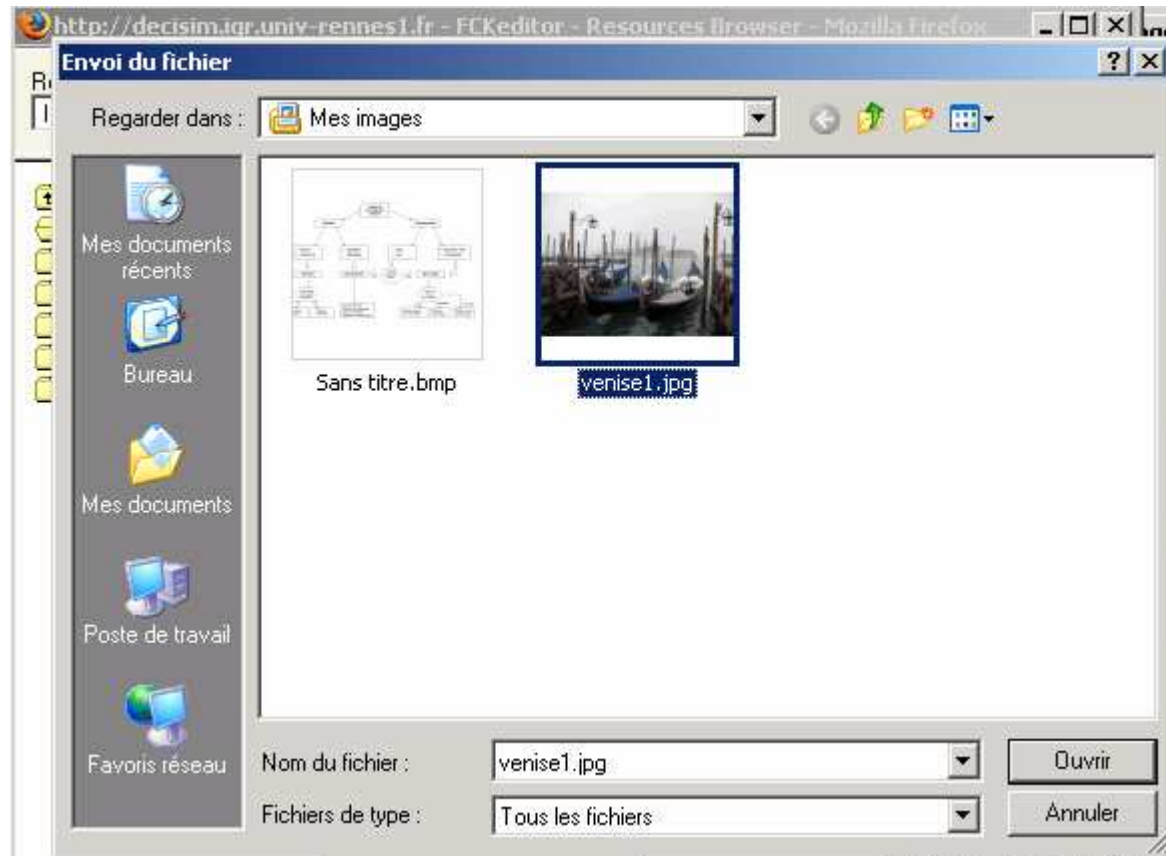 http://decisim.igr.univ-rennes1.fr - FCKeditor - Resources Browser - Mozilla Firefox
Envoi du fichier
Regarder dans :
Mes images
Mes documents
récents
Bureau
Mes documents
Poste de travail
Favoris réseau
Sans titre.bmp
venise1.jpg
Nom du fichier :
venise1.jpg
Ouvrir
Fichiers de type :
Tous les fichiers
Annuler